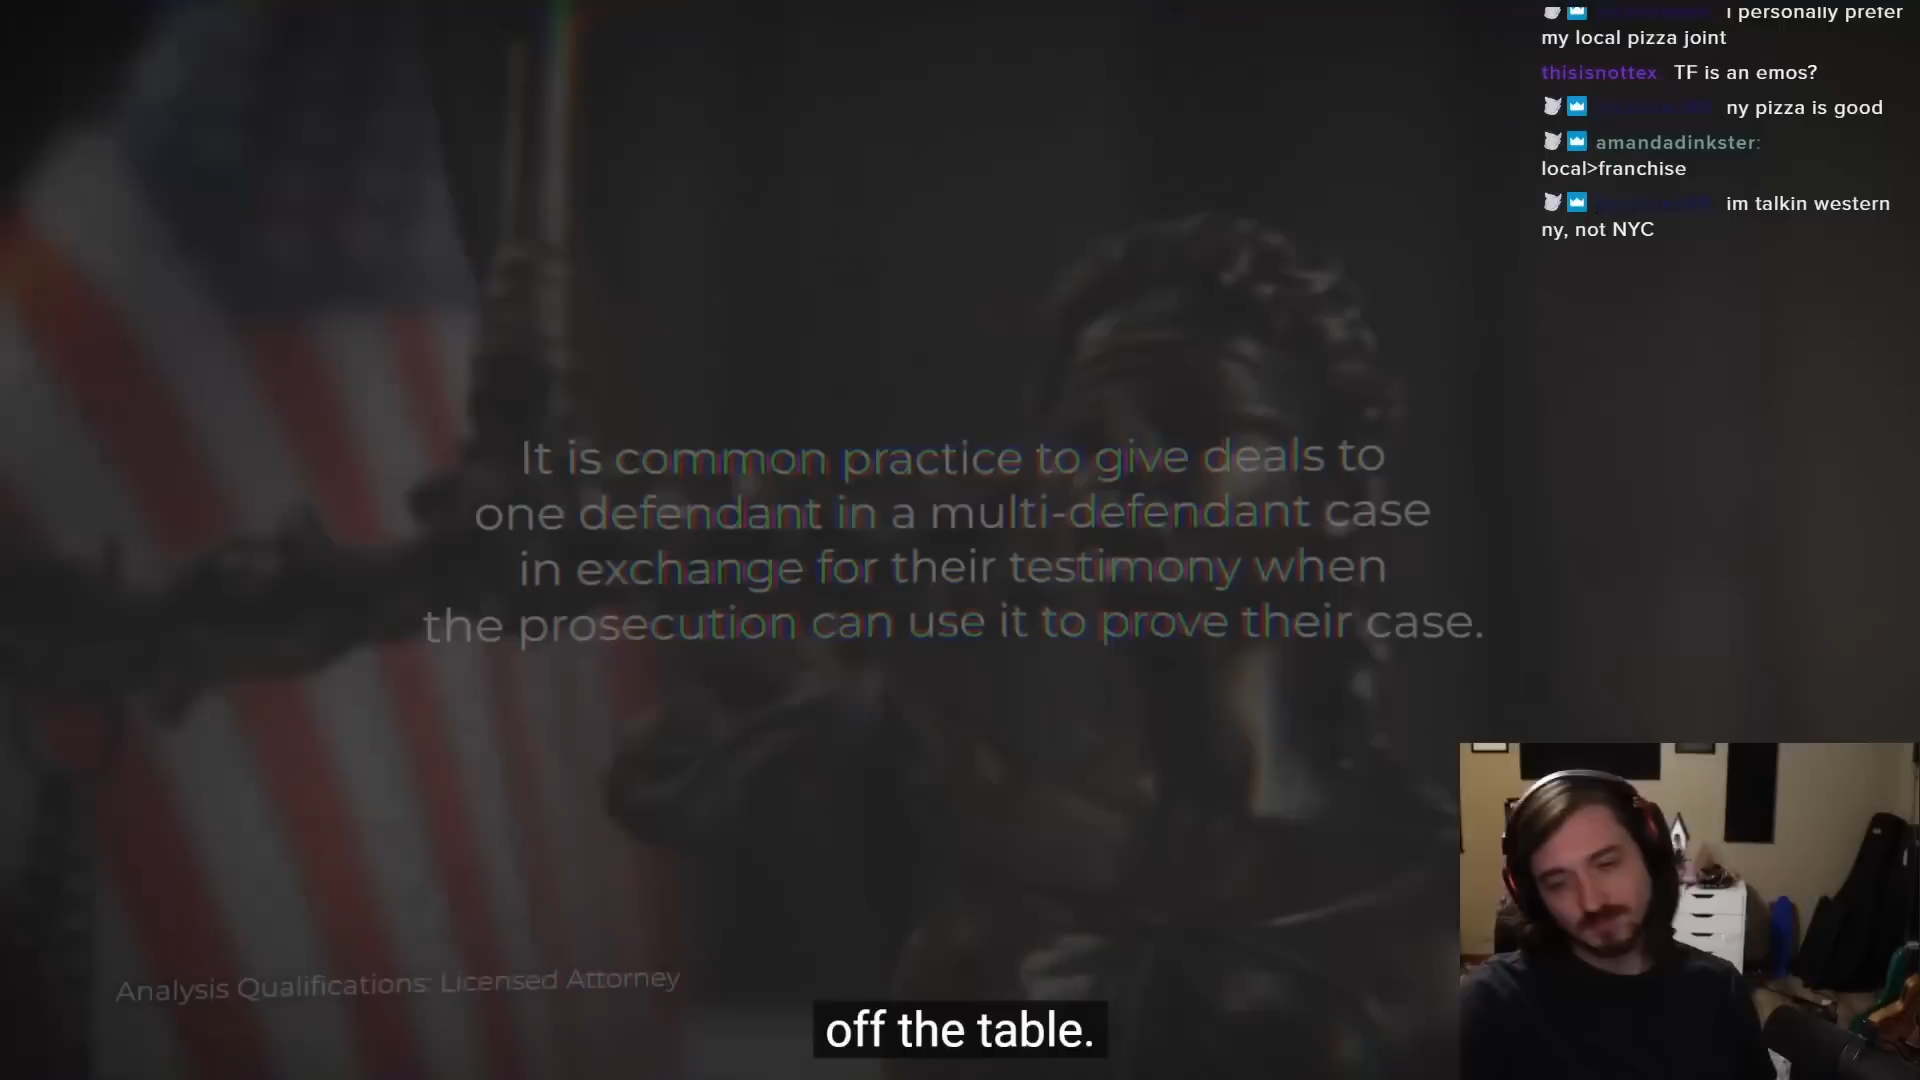 i personally prefer
my local pizza joint
thisisnottex TF is an emos?
ny pizza is good
amandadinkster:
local>franchise
im talkin western
ny, not NYC
It is common practice to give deals to
one defendant in a multi-defendant case
in exchange for their testimony when
the prosecution can use it to prove their case.
Analysis Qualifications: Licensed Attorney
off the table.